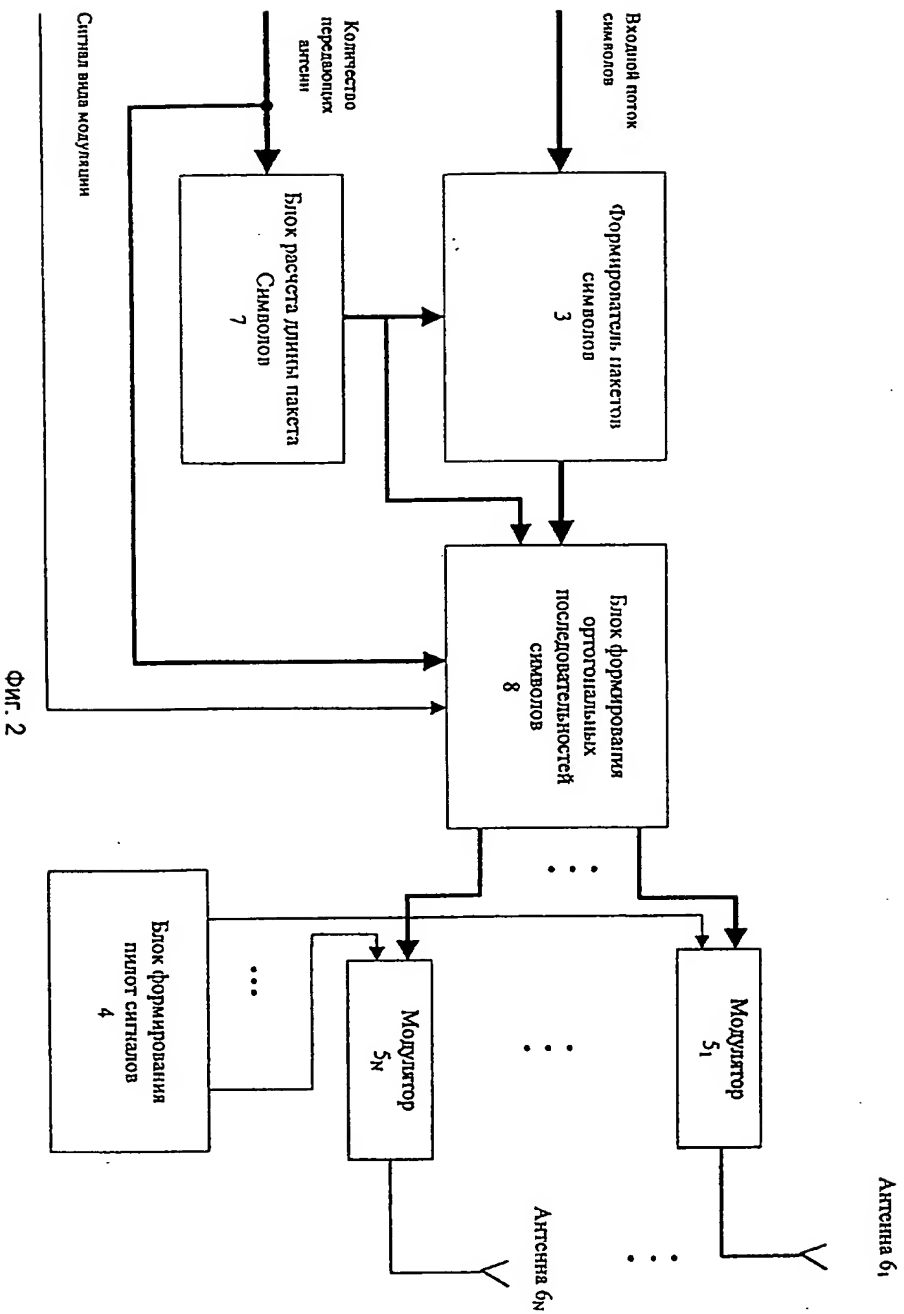 Входной поток
символов
Формирователь пакетов
символов
3
Количество
передающих
антенн
Блок расчета длины пакета
Символов
7
Сигнал вида модуляции
Блок формирования
ортогональных
последовательностей
символов
8
. . .
Модулятор
5₁
. . .
Модулятор
5N
Антенна 6₁
. . .
Антенна 6N
. . .
Блок формирования
пилот сигналов
4
Фиг. 2